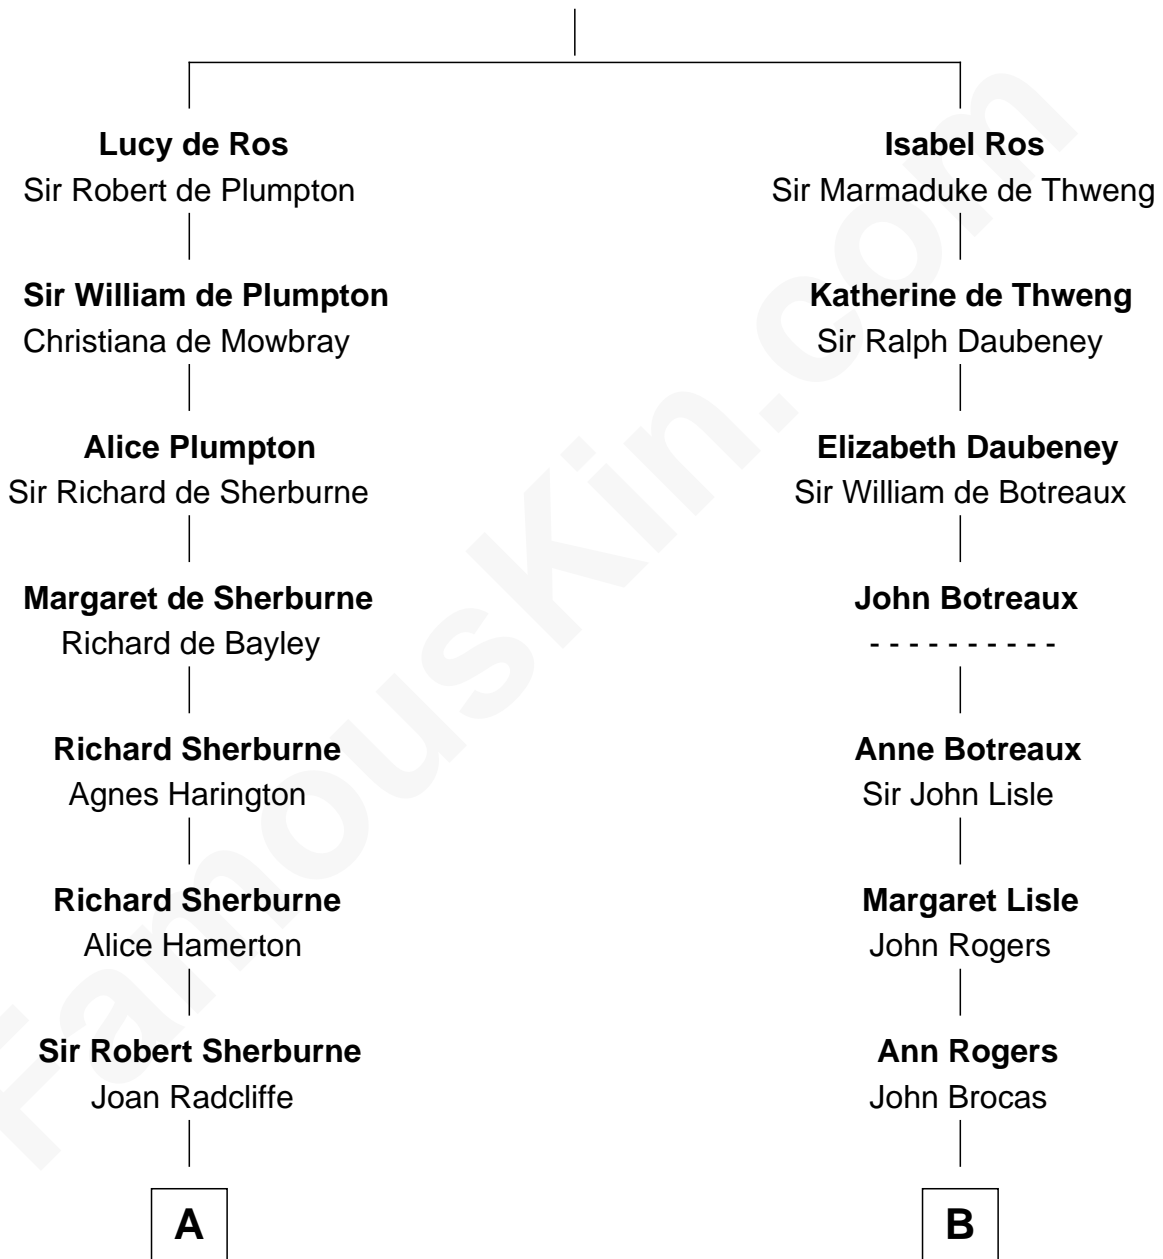 Lucy de Ros
Sir Robert de Plumpton
Sir William de Plumpton
Christiana de Mowbray
Alice Plumpton
Sir Richard de Sherburne
Margaret de Sherburne
Richard de Bayley
Richard Sherburne
Agnes Harington
Richard Sherburne
Alice Hamerton
Sir Robert Sherburne
Joan Radcliffe
A
Isabel Ros
Sir Marmaduke de Thweng
Katherine de Thweng
Sir Ralph Daubeney
Elizabeth Daubeney
Sir William de Botreaux
John Botreaux
- - - - - - - - - -
Anne Botreaux
Sir John Lisle
Margaret Lisle
John Rogers
Ann Rogers
John Brocas
B
FamousKin.com